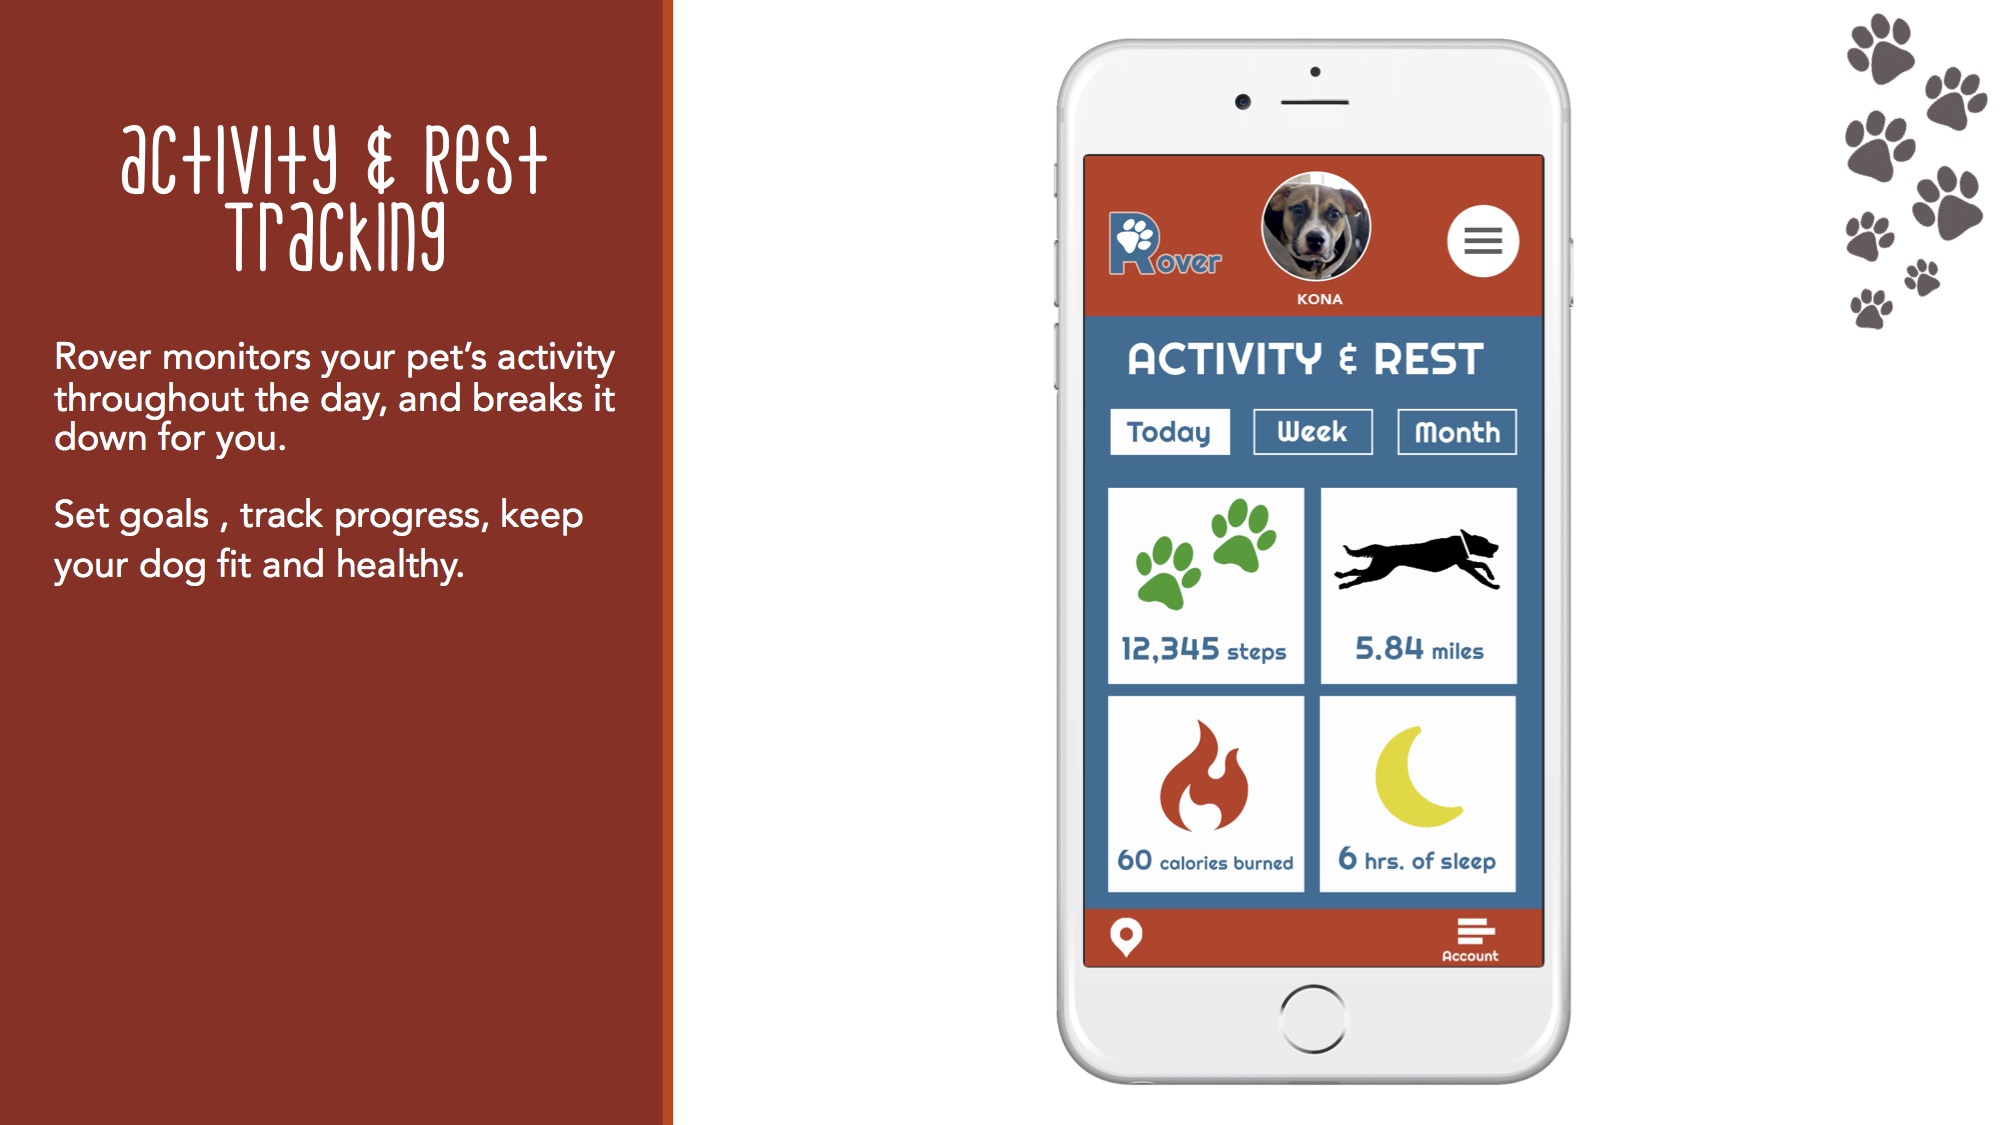 activity & Rest
Tracking
Rover monitors your pet’s activity
throughout the day, and breaks it
down for you.
Set goals , track progress, keep
your dog fit and healthy.
Rover
KONA
ACTIVITY & REST
Today Week Month
12,345 steps
5.84 miles
60 calories burned
6 hrs. of sleep
Account